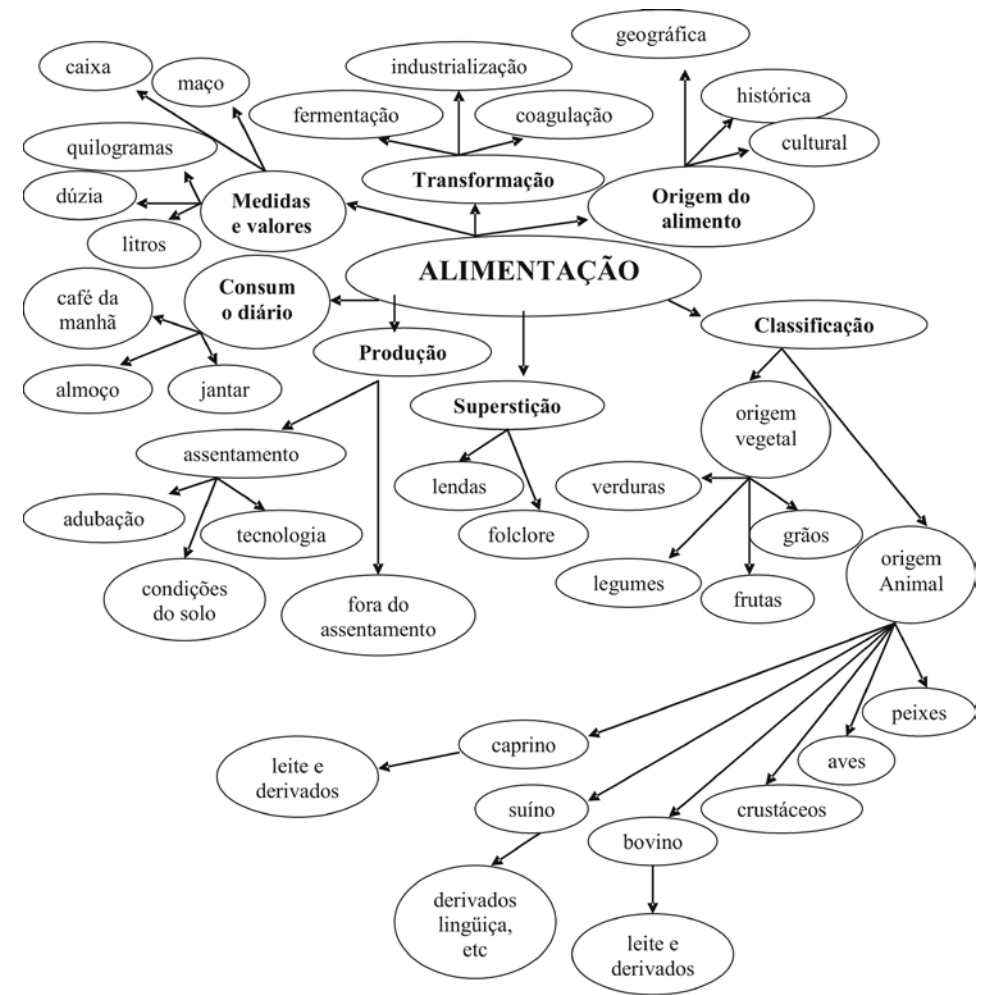 geográfica
industrialização
caixa
maço
histórica
fermentação
coagulação
cultural
quilogramas
Transformação
dúzia
Medidas
e valores
Origem do
alimento
litros
ALIMENTAÇÃO
café da
manhã
Consum
o diário
Classificação
Produção
almoço
jantar
Superstição
origem
vegetal
assentamento
lendas
verduras
adubação
tecnologia
folclore
grãos
origem
Animal
condições
do solo
fora do
assentamento
legumes
frutas
peixes
caprino
aves
leite e
derivados
suíno
crustáceos
bovino
derivados
lingüiça,
etc
leite e
derivados